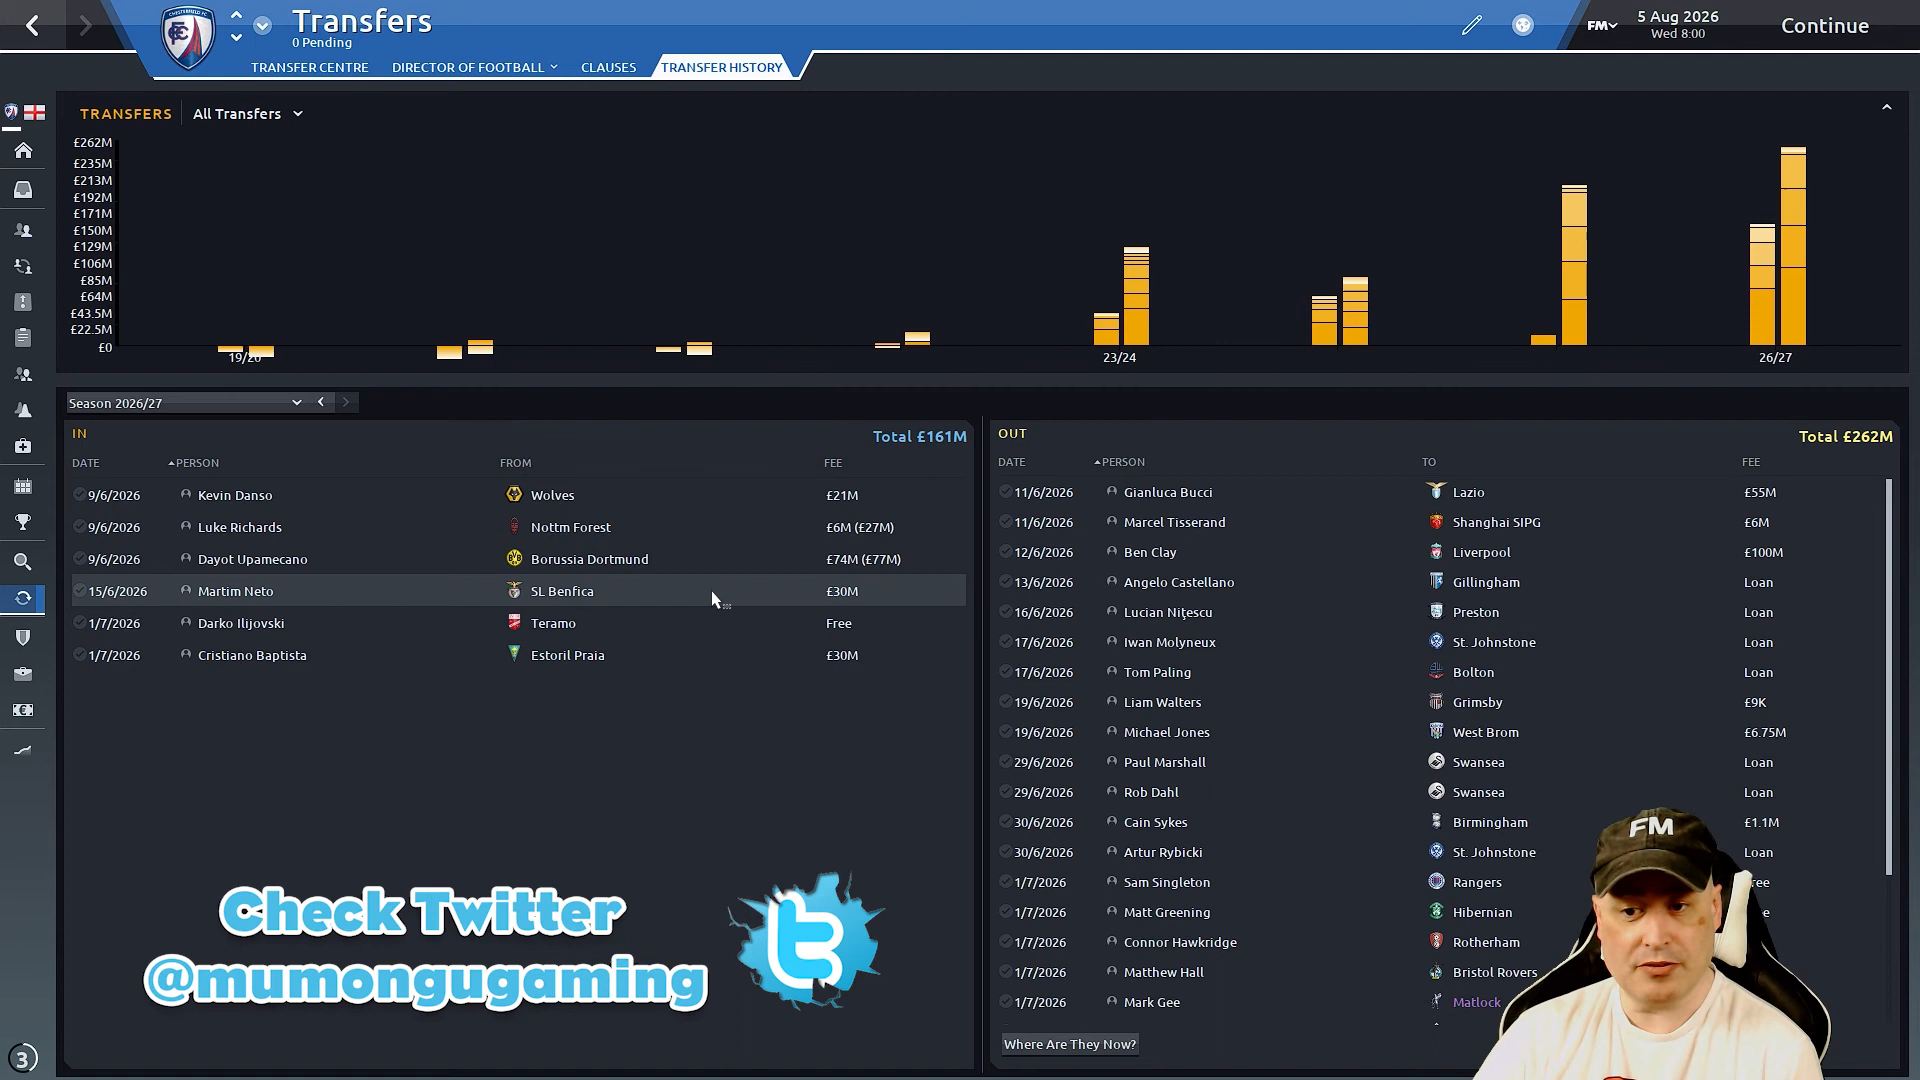 Transfers
0 Pending
FM
5 Aug 2026
Wed 8:00
Continue
TRANSFER CENTRE
DIRECTOR OF FOOTBALL
CLAUSES
TRANSFER HISTORY
TRANSFERS
All Transfers
£262M
£235M
£213M
£192M
£171M
£150M
£129M
£106M
£85M
£64M
£43.5M
£22.5M
£0
19/20
23/24
26/27
Season 2026/27
IN
Total £161M
DATE PERSON FROM FEE
9/6/2026 Kevin Danso Wolves £21M
9/6/2026 Luke Richards Nottm Forest £6M (£27M)
9/6/2026 Dayot Upamecano Borussia Dortmund £74M (£77M)
15/6/2026 Martim Neto SL Benfica £30M
1/7/2026 Darko Ilijovski Teramo Free
1/7/2026 Cristiano Baptista Estoril Praia £30M
OUT
Total £262M
DATE PERSON TO FEE
11/6/2026 Gianluca Bucci Lazio £55M
11/6/2026 Marcel Tisserand Shanghai SIPG £6M
12/6/2026 Ben Clay Liverpool £100M
13/6/2026 Angelo Castellano Gillingham Loan
16/6/2026 Lucian Niţescu Preston Loan
17/6/2026 Iwan Molyneux St. Johnstone Loan
17/6/2026 Tom Paling Bolton Loan
19/6/2026 Liam Walters Grimsby £9K
19/6/2026 Michael Jones West Brom £6.75M
29/6/2026 Paul Marshall Swansea Loan
29/6/2026 Rob Dahl Swansea Loan
30/6/2026 Cain Sykes Birmingham £1.1M
30/6/2026 Artur Rybicki St. Johnstone Loan
1/7/2026 Sam Singleton Rangers
1/7/2026 Matt Greening Hibernian
1/7/2026 Connor Hawkridge Rotherham
1/7/2026 Matthew Hall Bristol Rovers
1/7/2026 Mark Gee Matlock
Where Are They Now?
Check Twitter
@mumongugaming
FM
3